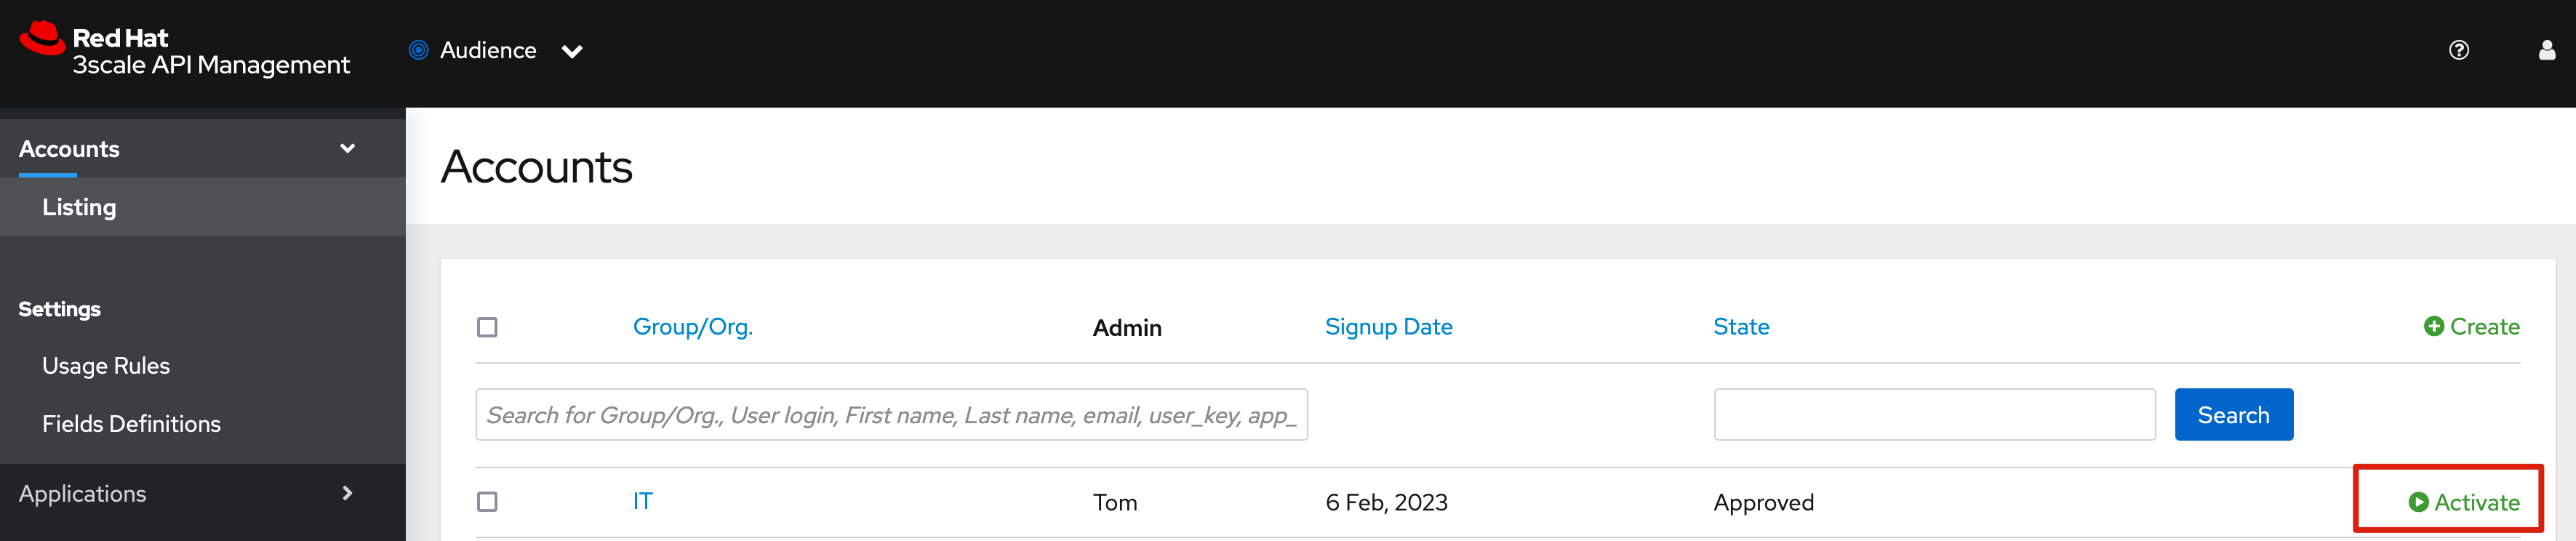 Red Hat
3scale API Management
Audience
Accounts
Listing
Settings
Usage Rules
Fields Definitions
Applications
Accounts
Group/Org. Admin Signup Date State Create
Search for Group/Org., User login, First name, Last name, email, user_key, app_
Search
IT Tom 6 Feb, 2023 Approved Activate